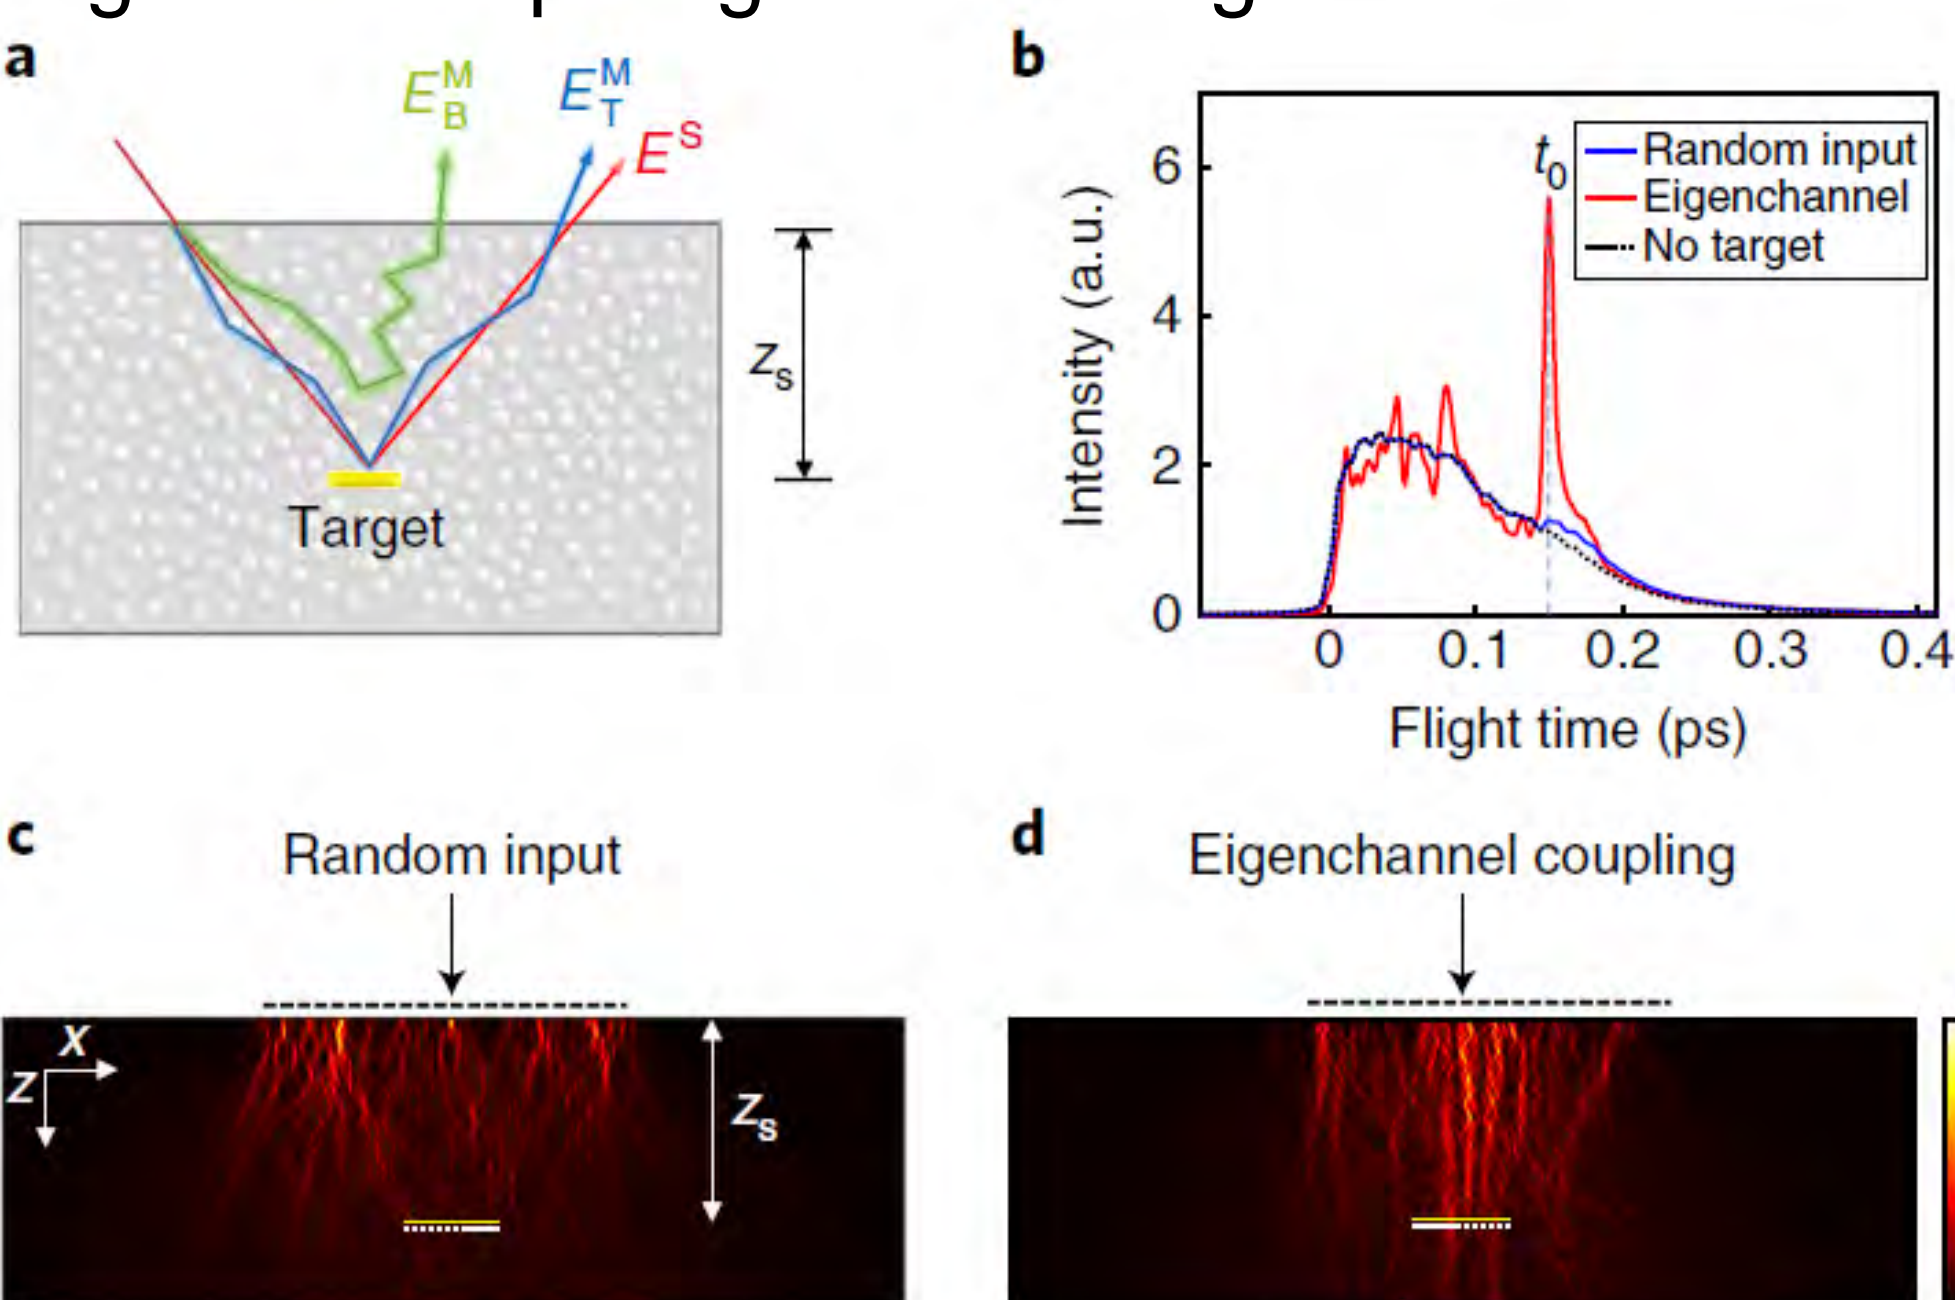 a
E_B^M
E_T^M
E^S
Z_s
Target
b
t_0
Random input
Eigenchannel
No target
Intensity (a.u.)
6
4
2
0
0 0.1 0.2 0.3 0.4
Flight time (ps)
c
Random input
x
z
Z_s
d
Eigenchannel coupling